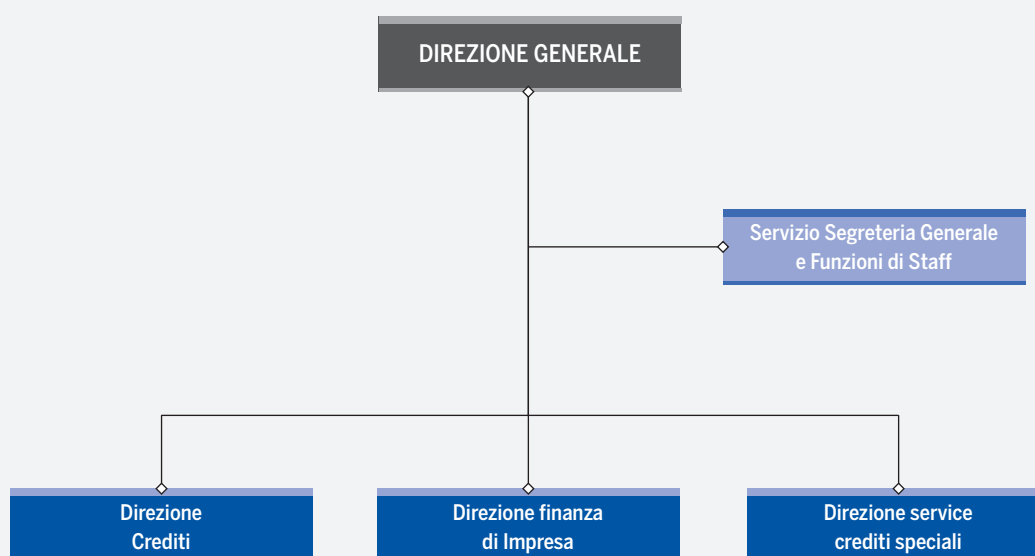 DIREZIONE GENERALE
Servizio Segreteria Generale
e Funzioni di Staff
Direzione
Crediti
Direzione finanza
di Impresa
Direzione service
crediti speciali